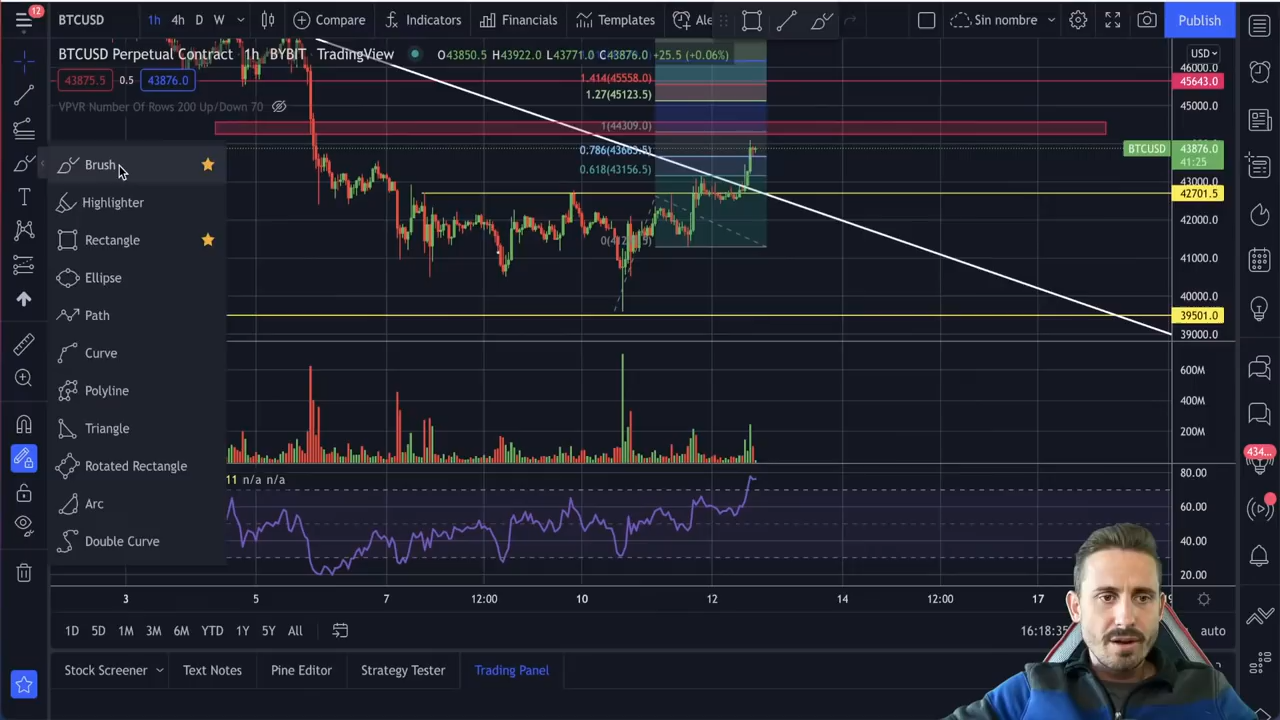 12
BTCUSD
1h 4h D W
Compare
Indicators
Financials
Templates
Ale
Sin nombre
Publish
BTCUSD Perpetual Contract · 1h · BYBIT · TradingView
O43850.5 H43922.0 L43771.0 C43876.0 +25.5 (+0.06%)
43875.5 0.5 43876.0
VPVR Number Of Rows 200 Up/Down 70
USD
46000.0
45643.0
45000.0
BTCUSD 43876.0
41:25
43000.0
42701.5
42000.0
41000.0
40000.0
39501.0
39000.0
1.414(45558.0)
1.27(45123.5)
1(44309.0)
0.618(43156.5)
Brush
Highlighter
Rectangle
Ellipse
Path
Curve
Polyline
Triangle
Rotated Rectangle
Arc
Double Curve
600M
400M
200M
11 n/a n/a
80.00
60.00
40.00
20.00
3 5 7 12:00 10 12 14 12:00 17
1D 5D 1M 3M 6M YTD 1Y 5Y All
16:18:35
auto
Stock Screener
Text Notes
Pine Editor
Strategy Tester
Trading Panel
434...